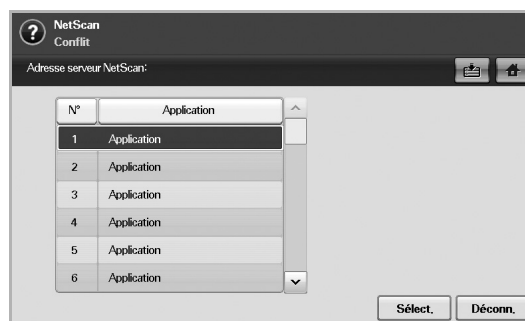 NetScan
Conflit
Adresse serveur NetScan:
N° Application
1 Application
2 Application
3 Application
4 Application
5 Application
6 Application
Sélect. Déconn.